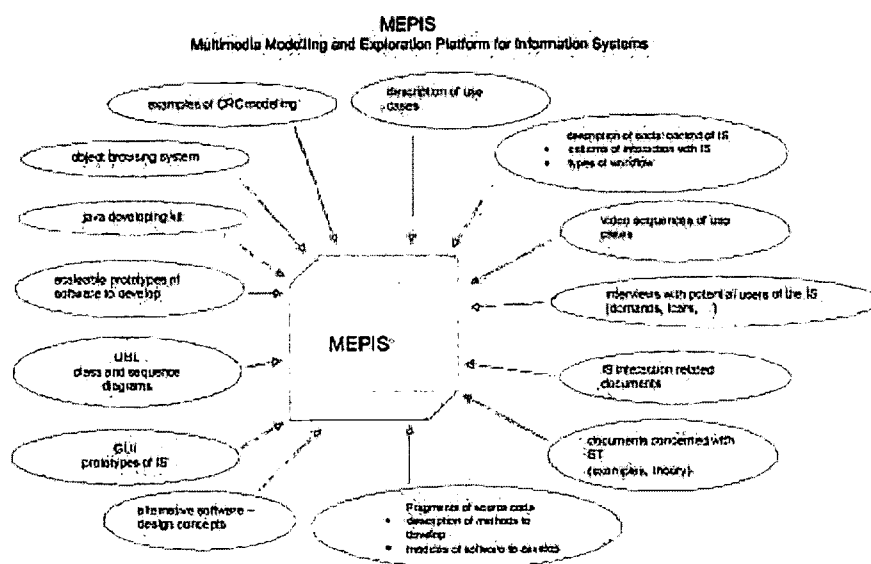 MEPIS
Multimedia Modelling and Exploration Platform for Information Systems
examples of CRC modelling
description of use
cases
description of social context of IS
interaction with IS
types of workflow
object browsing system
java developing kit
video sequences of use
cases
scaleable prototypes of
software to develop
interviews with potential users of the IS
(demands, fears, ...)
MEPIS
class and sequence
diagrams
IS interaction related
documents
GUI
prototypes of IS
documents concerned with
(examples, theory)
alternative software –
design concepts
Fragments of source code
description of methods to
develop
modules of software to develop